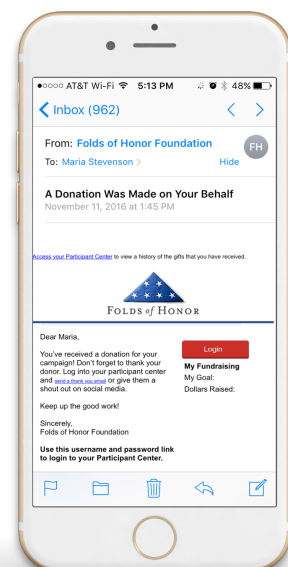 AT&T Wi-Fi 5:13 PM 48%
Inbox (962)
From: Folds of Honor Foundation
FH
To: Maria Stevenson Hide
A Donation Was Made on Your Behalf
November 11, 2016 at 1:45 PM
Access your Participant Center to view a history of the gifts that you have received.
FOLDS of HONOR
Dear Maria,
You've received a donation for your
campaign! Don't forget to thank your
donor. Log into your participant center
and send a thank you email or give them a
shout out on social media.
Keep up the good work!
Sincerely,
Folds of Honor Foundation
Use this username and password link
to login to your Participant Center.
Login
My Fundraising
My Goal:
Dollars Raised: